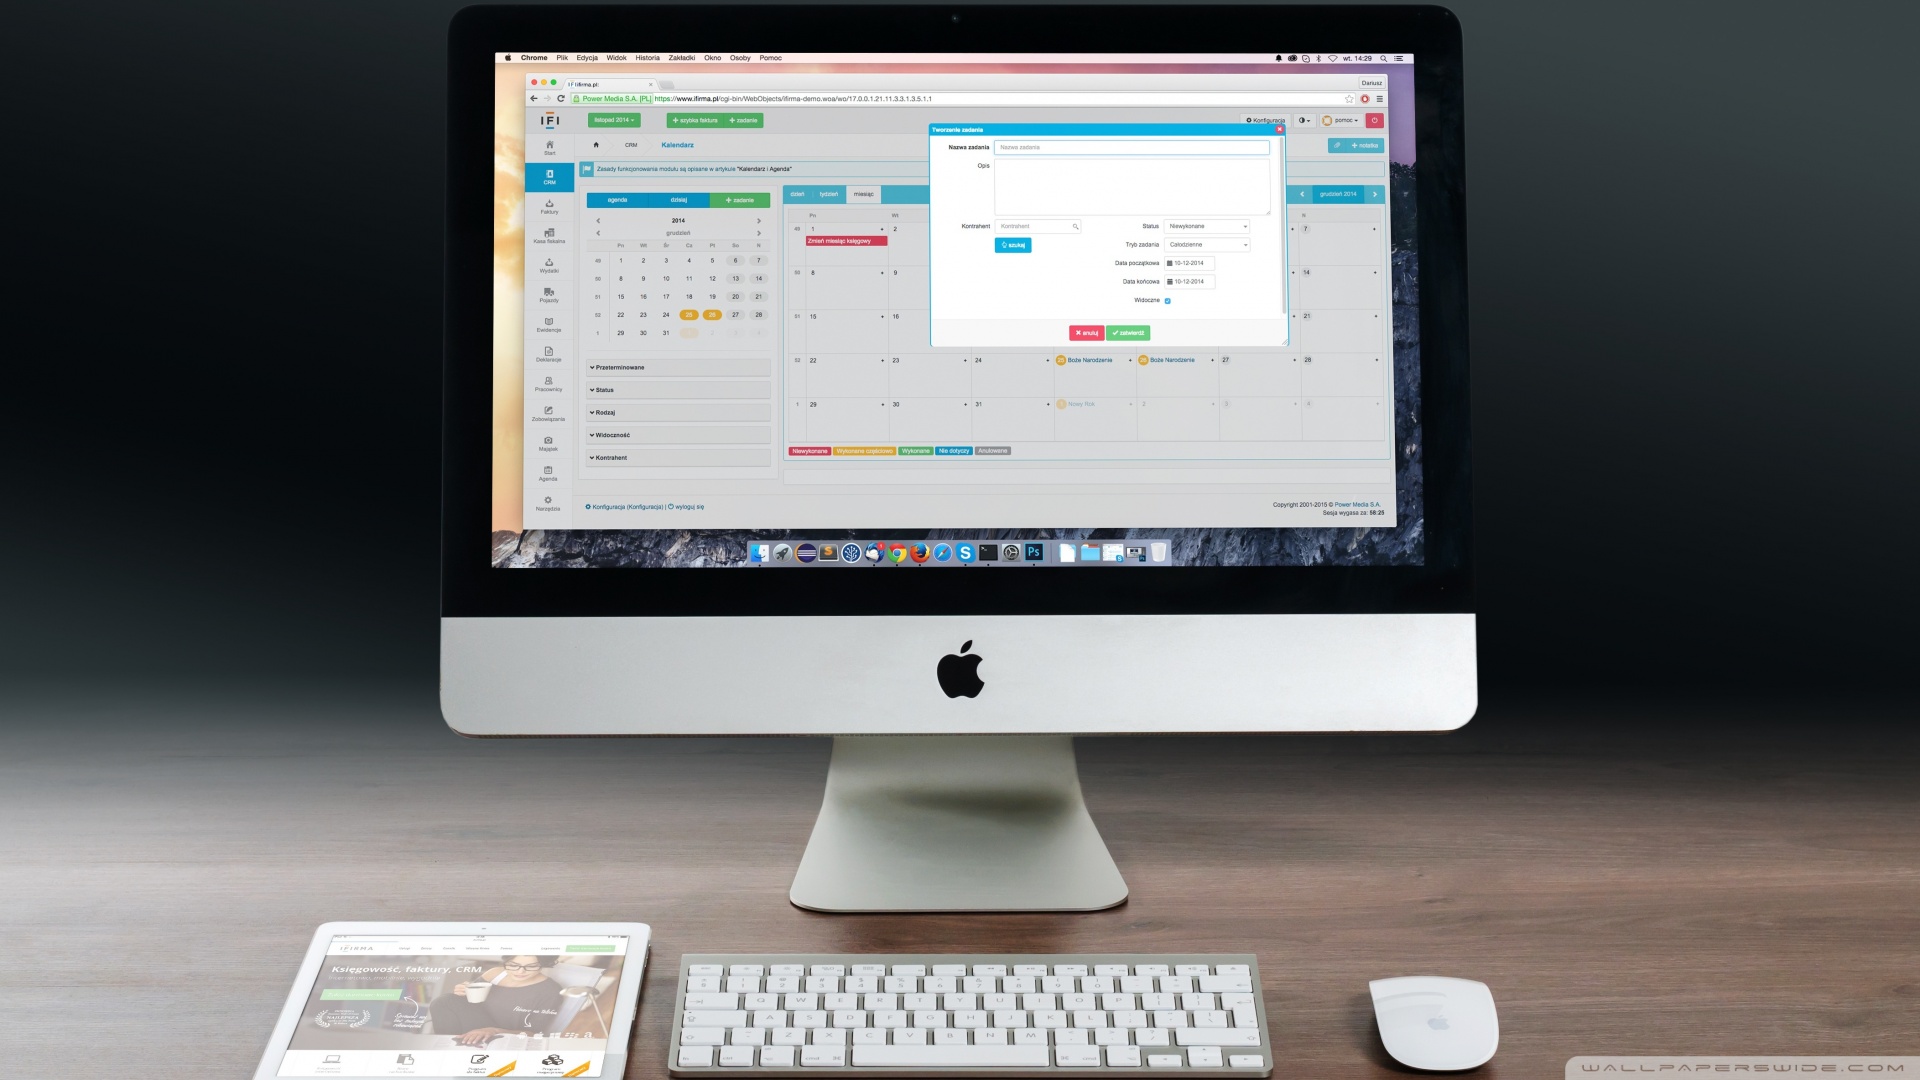 Chrome Plik Edycja Widok Historia Zakładki Okno Osoby Pomoc
wt. 14:29
Dariusz
Power Media S.A. [PL] https://www.ifirma.pl/cgi-bin/WebObjects/ifirma-demo.woa/wo/17.0.0.1.21.11.3.3.1.3.5.1.1
IFI listopad 2014 + szybka faktura + zadanie Konfiguracja pomoc
CRM Kalendarz + notatka
Zasady funkcjonowania modułu są opisane w artykule "Kalendarz i Agenda"
Start
CRM
Faktury
Kasa fiskalna
Wydatki
Pojazdy
Ewidencje
Deklaracje
Pracownicy
Zobowiązania
Majątek
Agenda
Narzędzia
agenda dzisiaj + zadanie
2014
grudzień
Pn Wt Śr Cz Pt So N
49 1 2 3 4 5 6 7
50 8 9 10 11 12 13 14
51 15 16 17 18 19 20 21
52 22 23 24 25 26 27 28
1 29 30 31
Przeterminowane
Status
Rodzaj
Widoczność
Kontrahent
dzień tydzień miesiąc grudzień 2014
Pn Wt N
49 1 2 7
Zmień miesiąc księgowy
50 8 9 14
51 15 16 21
52 22 23 24 25 Boże Narodzenie 26 Boże Narodzenie 27 28
1 29 30 31 1 Nowy Rok 2 3 4
Niewykonane Wykonane częściowo Wykonane Nie dotyczy Anulowane
Tworzenie zadania
Nazwa zadania Nazwa zadania
Opis
Kontrahent Kontrahent Status Niewykonane
szukaj Tryb zadania Całodzienne
Data początkowa 10-12-2014
Data końcowa 10-12-2014
Widoczne
anuluj zatwierdź
Konfiguracja (Konfiguracja) | wyloguj się
Copyright 2001-2015 © Power Media S.A.
Sesja wygasa za: 58:25
S S Ps
IFIRMA
Księgowość, faktury, CRM
Q W E R T Y U I O P
A S D F G H J K L
Z X C V B N M
WALLPAPERSWIDE.COM